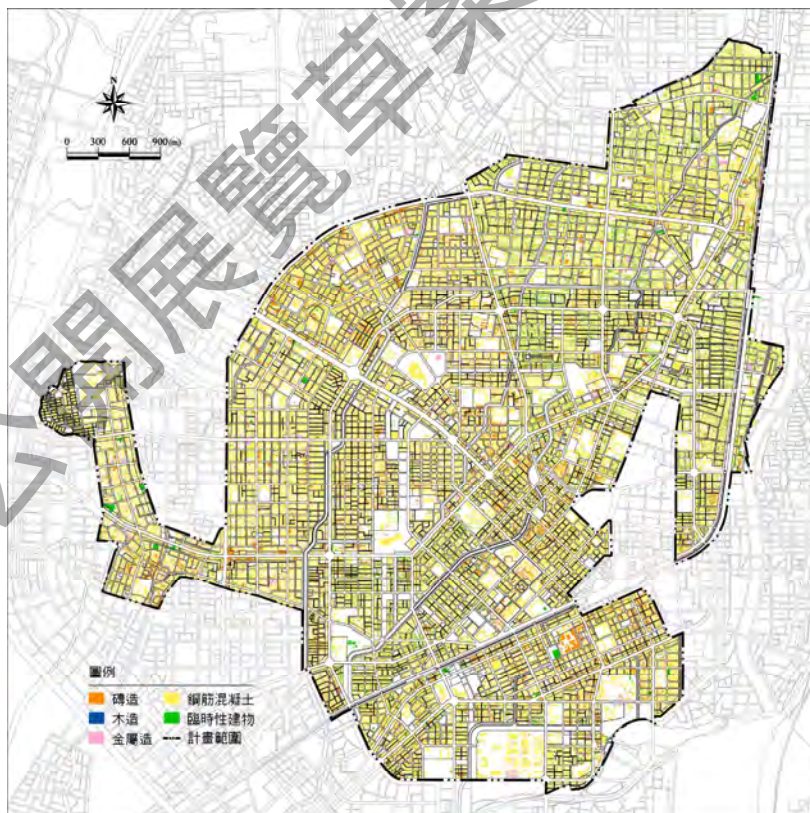 公開展覽草案
N
0 300 600 900(m)
圖例
磚造
鋼筋混凝土
木造
臨時性建物
金屬造
計畫範圍